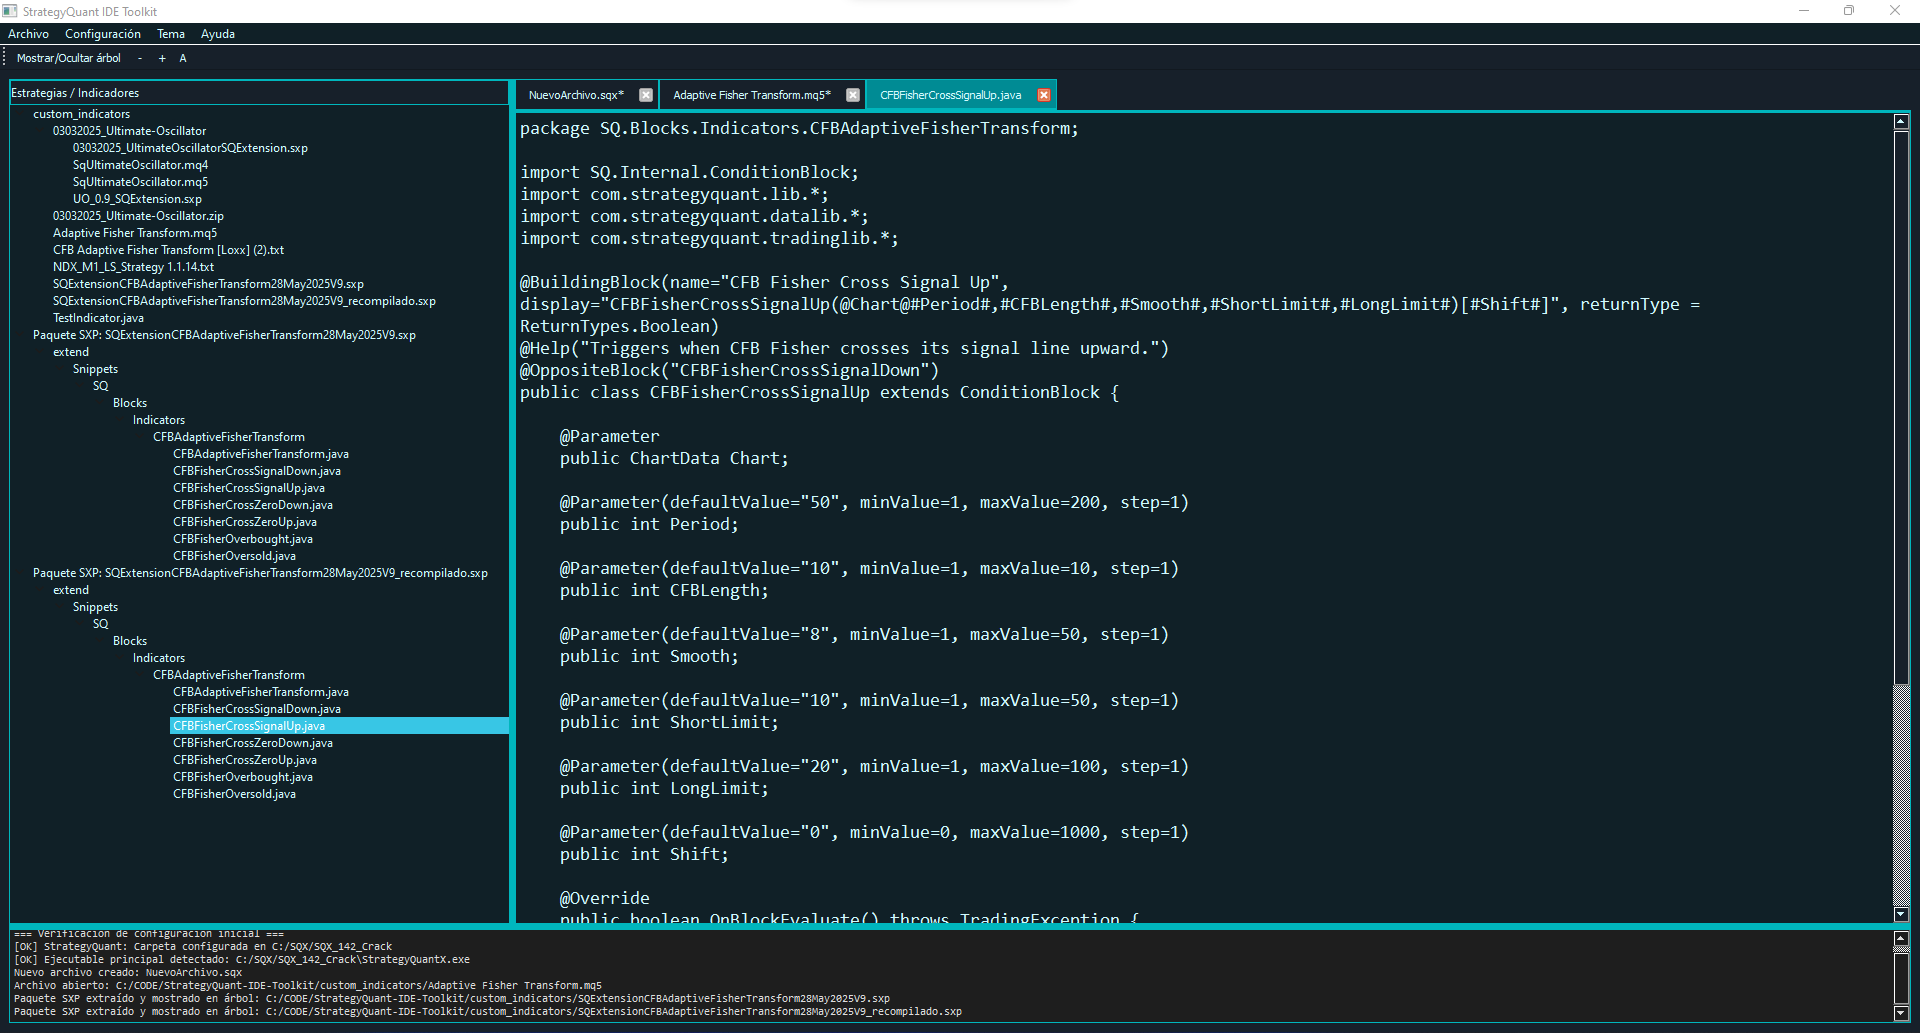 StrategyQuant IDE Toolkit
Archivo Configuración Tema Ayuda
Mostrar/Ocultar árbol - + A
Estrategias / Indicadores
custom_indicators
03032025_Ultimate-Oscillator
03032025_UltimateOscillatorSQExtension.sxp
SqUltimateOscillator.mq4
SqUltimateOscillator.mq5
UO_0.9_SQExtension.sxp
03032025_Ultimate-Oscillator.zip
Adaptive Fisher Transform.mq5
CFB Adaptive Fisher Transform [Loxx] (2).txt
NDX_M1_LS_Strategy 1.1.14.txt
SQExtensionCFBAdaptiveFisherTransform28May2025V9.sxp
SQExtensionCFBAdaptiveFisherTransform28May2025V9_recompilado.sxp
TestIndicator.java
Paquete SXP: SQExtensionCFBAdaptiveFisherTransform28May2025V9.sxp
extend
Snippets
SQ
Blocks
Indicators
CFBAdaptiveFisherTransform
CFBAdaptiveFisherTransform.java
CFBFisherCrossSignalDown.java
CFBFisherCrossSignalUp.java
CFBFisherCrossZeroDown.java
CFBFisherCrossZeroUp.java
CFBFisherOverbought.java
CFBFisherOversold.java
Paquete SXP: SQExtensionCFBAdaptiveFisherTransform28May2025V9_recompilado.sxp
extend
Snippets
SQ
Blocks
Indicators
CFBAdaptiveFisherTransform
CFBAdaptiveFisherTransform.java
CFBFisherCrossSignalDown.java
CFBFisherCrossSignalUp.java
CFBFisherCrossZeroDown.java
CFBFisherCrossZeroUp.java
CFBFisherOverbought.java
CFBFisherOversold.java
NuevoArchivo.sqx* Adaptive Fisher Transform.mq5* CFBFisherCrossSignalUp.java
package SQ.Blocks.Indicators.CFBAdaptiveFisherTransform;
import SQ.Internal.ConditionBlock;
import com.strategyquant.lib.*;
import com.strategyquant.datalib.*;
import com.strategyquant.tradinglib.*;
@BuildingBlock(name="CFB Fisher Cross Signal Up",
display="CFBFisherCrossSignalUp(@Chart@#Period#,#CFBLength#,#Smooth#,#ShortLimit#,#LongLimit#)[#Shift#]", returnType =
ReturnTypes.Boolean)
@Help("Triggers when CFB Fisher crosses its signal line upward.")
@OppositeBlock("CFBFisherCrossSignalDown")
public class CFBFisherCrossSignalUp extends ConditionBlock {
@Parameter
public ChartData Chart;
@Parameter(defaultValue="50", minValue=1, maxValue=200, step=1)
public int Period;
@Parameter(defaultValue="10", minValue=1, maxValue=10, step=1)
public int CFBLength;
@Parameter(defaultValue="8", minValue=1, maxValue=50, step=1)
public int Smooth;
@Parameter(defaultValue="10", minValue=1, maxValue=50, step=1)
public int ShortLimit;
@Parameter(defaultValue="20", minValue=1, maxValue=100, step=1)
public int LongLimit;
@Parameter(defaultValue="0", minValue=0, maxValue=1000, step=1)
public int Shift;
@Override
public boolean OnBlockEvaluate() throws TradingException {
=== Verificación de configuración inicial ===
[OK] StrategyQuant: Carpeta configurada en C:/SQX/SQX_142_Crack
[OK] Ejecutable principal detectado: C:/SQX/SQX_142_Crack\StrategyQuantX.exe
Nuevo archivo creado: NuevoArchivo.sqx
Archivo abierto: C:/CODE/StrategyQuant-IDE-Toolkit/custom_indicators/Adaptive Fisher Transform.mq5
Paquete SXP extraído y mostrado en árbol: C:/CODE/StrategyQuant-IDE-Toolkit/custom_indicators/SQExtensionCFBAdaptiveFisherTransform28May2025V9.sxp
Paquete SXP extraído y mostrado en árbol: C:/CODE/StrategyQuant-IDE-Toolkit/custom_indicators/SQExtensionCFBAdaptiveFisherTransform28May2025V9_recompilado.sxp